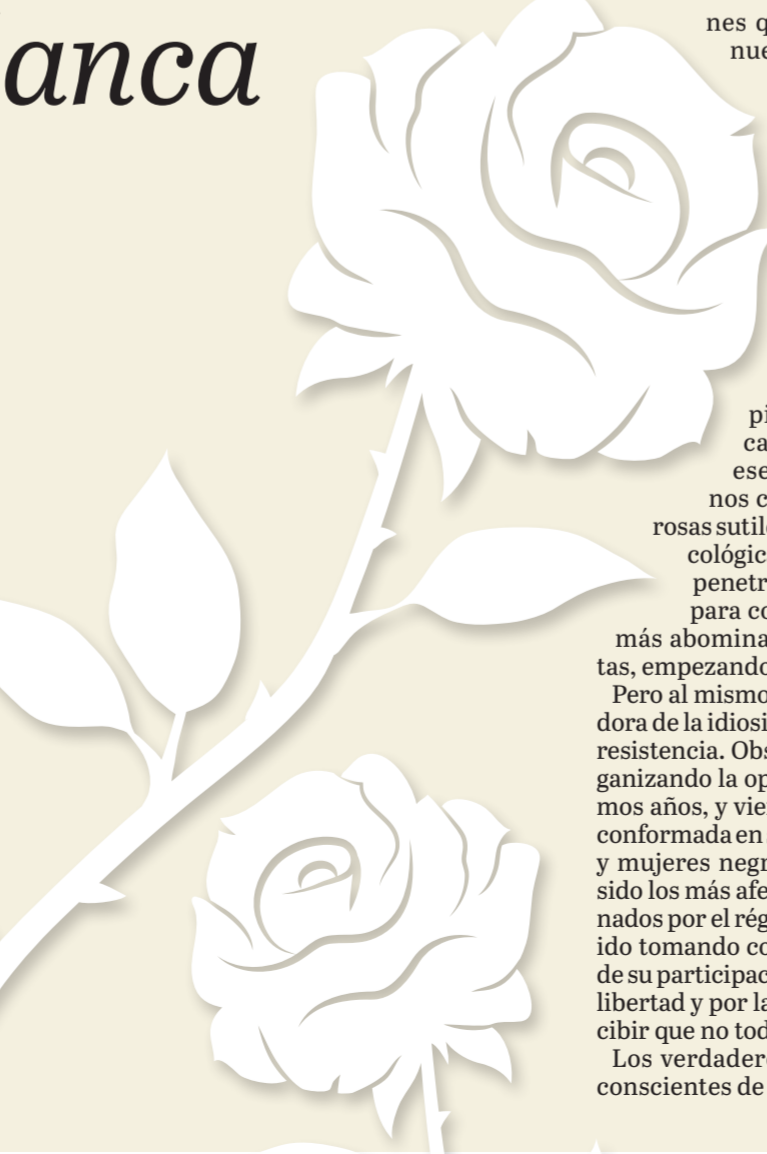 anca
nes q
nue
pi
ca
ese
nos c
rosas sutil
cológic
penetr
para co
más abomina
tas, empezando
Pero al mismo
dora de la idiosi
resistencia. Obs
ganizando la op
mos años, y vie
conformada en
y mujeres negr
sido los más afe
nados por el rég
ido tomando co
de su participac
libertad y por la
cibir que no tod
Los verdader
conscientes de